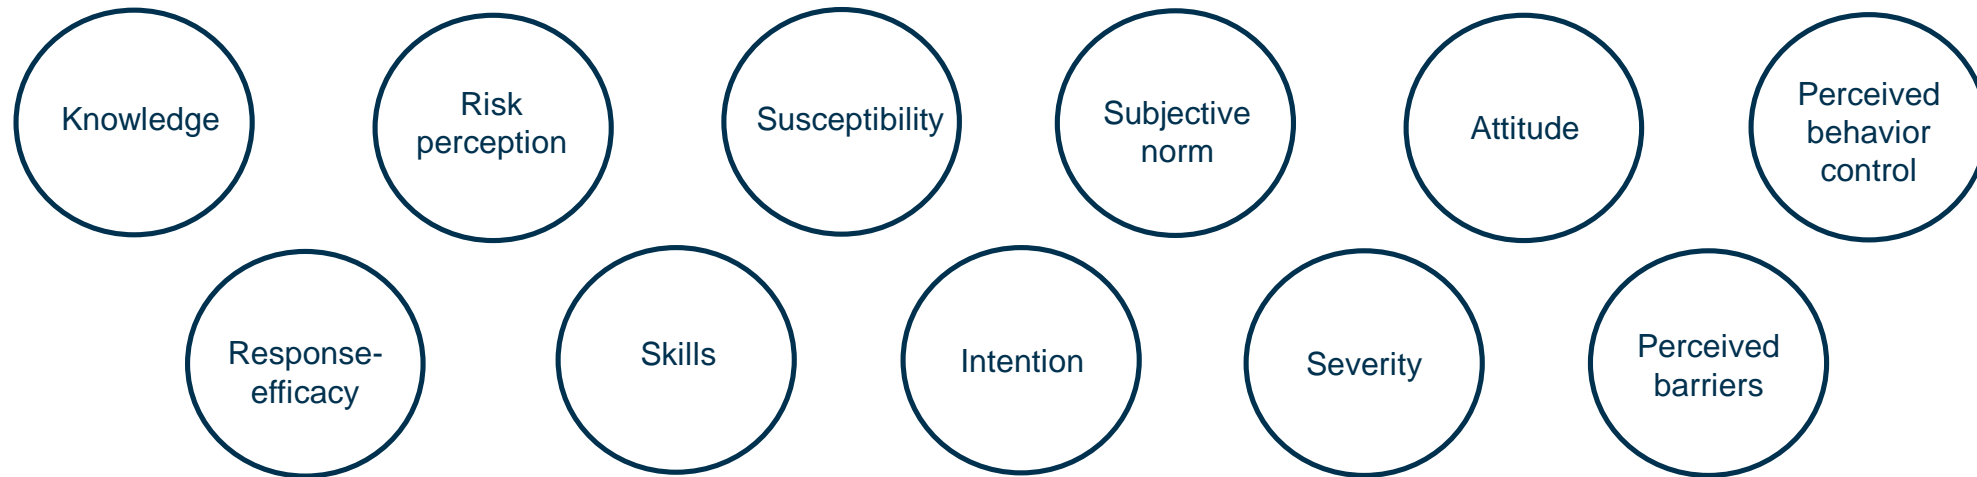 Knowledge
Risk
perception
Susceptibility
Subjective
norm
Attitude
Perceived
behavior
control
Response-
efficacy
Skills
Intention
Severity
Perceived
barriers